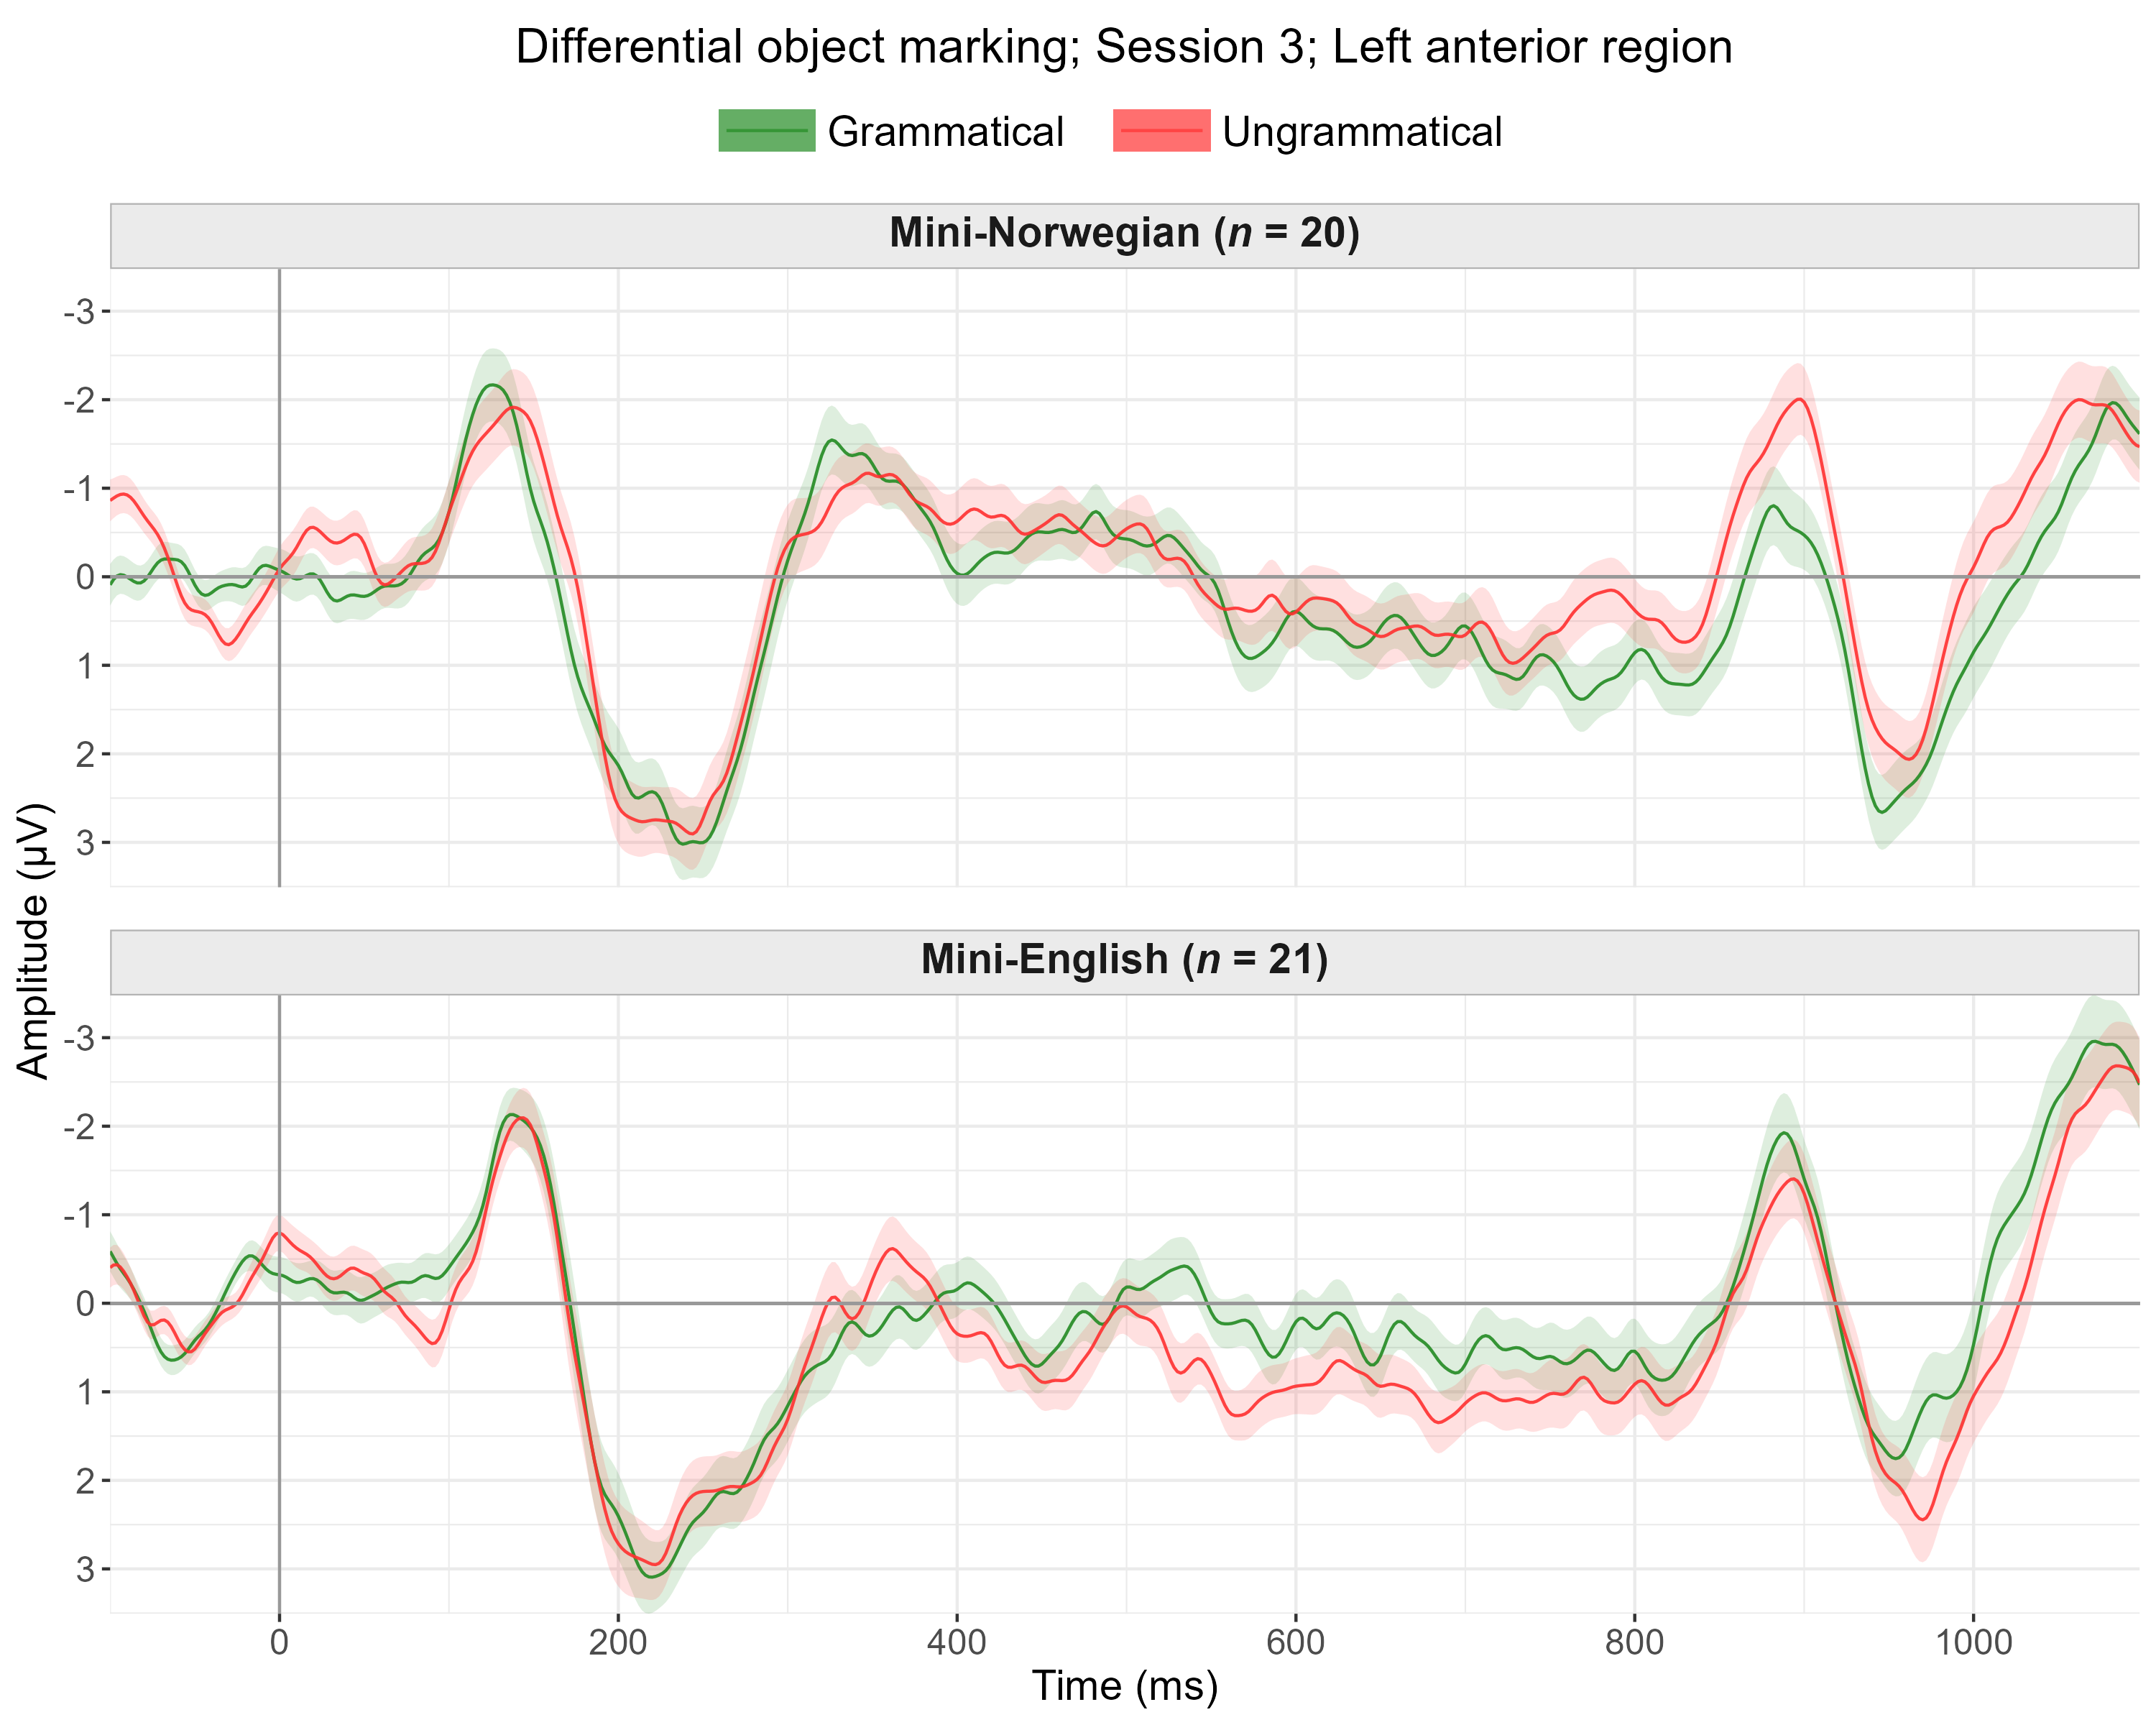 Differential object marking; Session 3; Left anterior region
Grammatical Ungrammatical
Mini-Norwegian (n = 20)
-3
-2
-1
0
1
2
3
Amplitude (µV)
Mini-English (n = 21)
-3
-2
-1
0
1
2
3
0 200 400 600 800 1000
Time (ms)